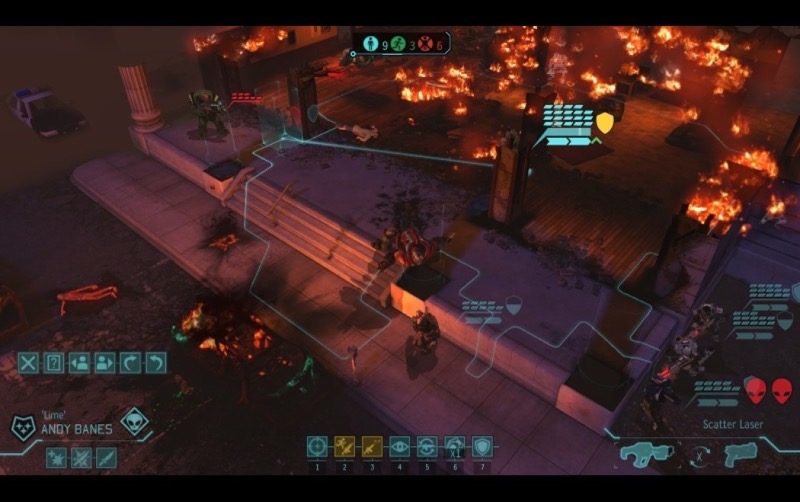 9 3 6
?
'Lime'
ANDY BANES
Scatter Laser
X
1 2 3 4 5 6 7